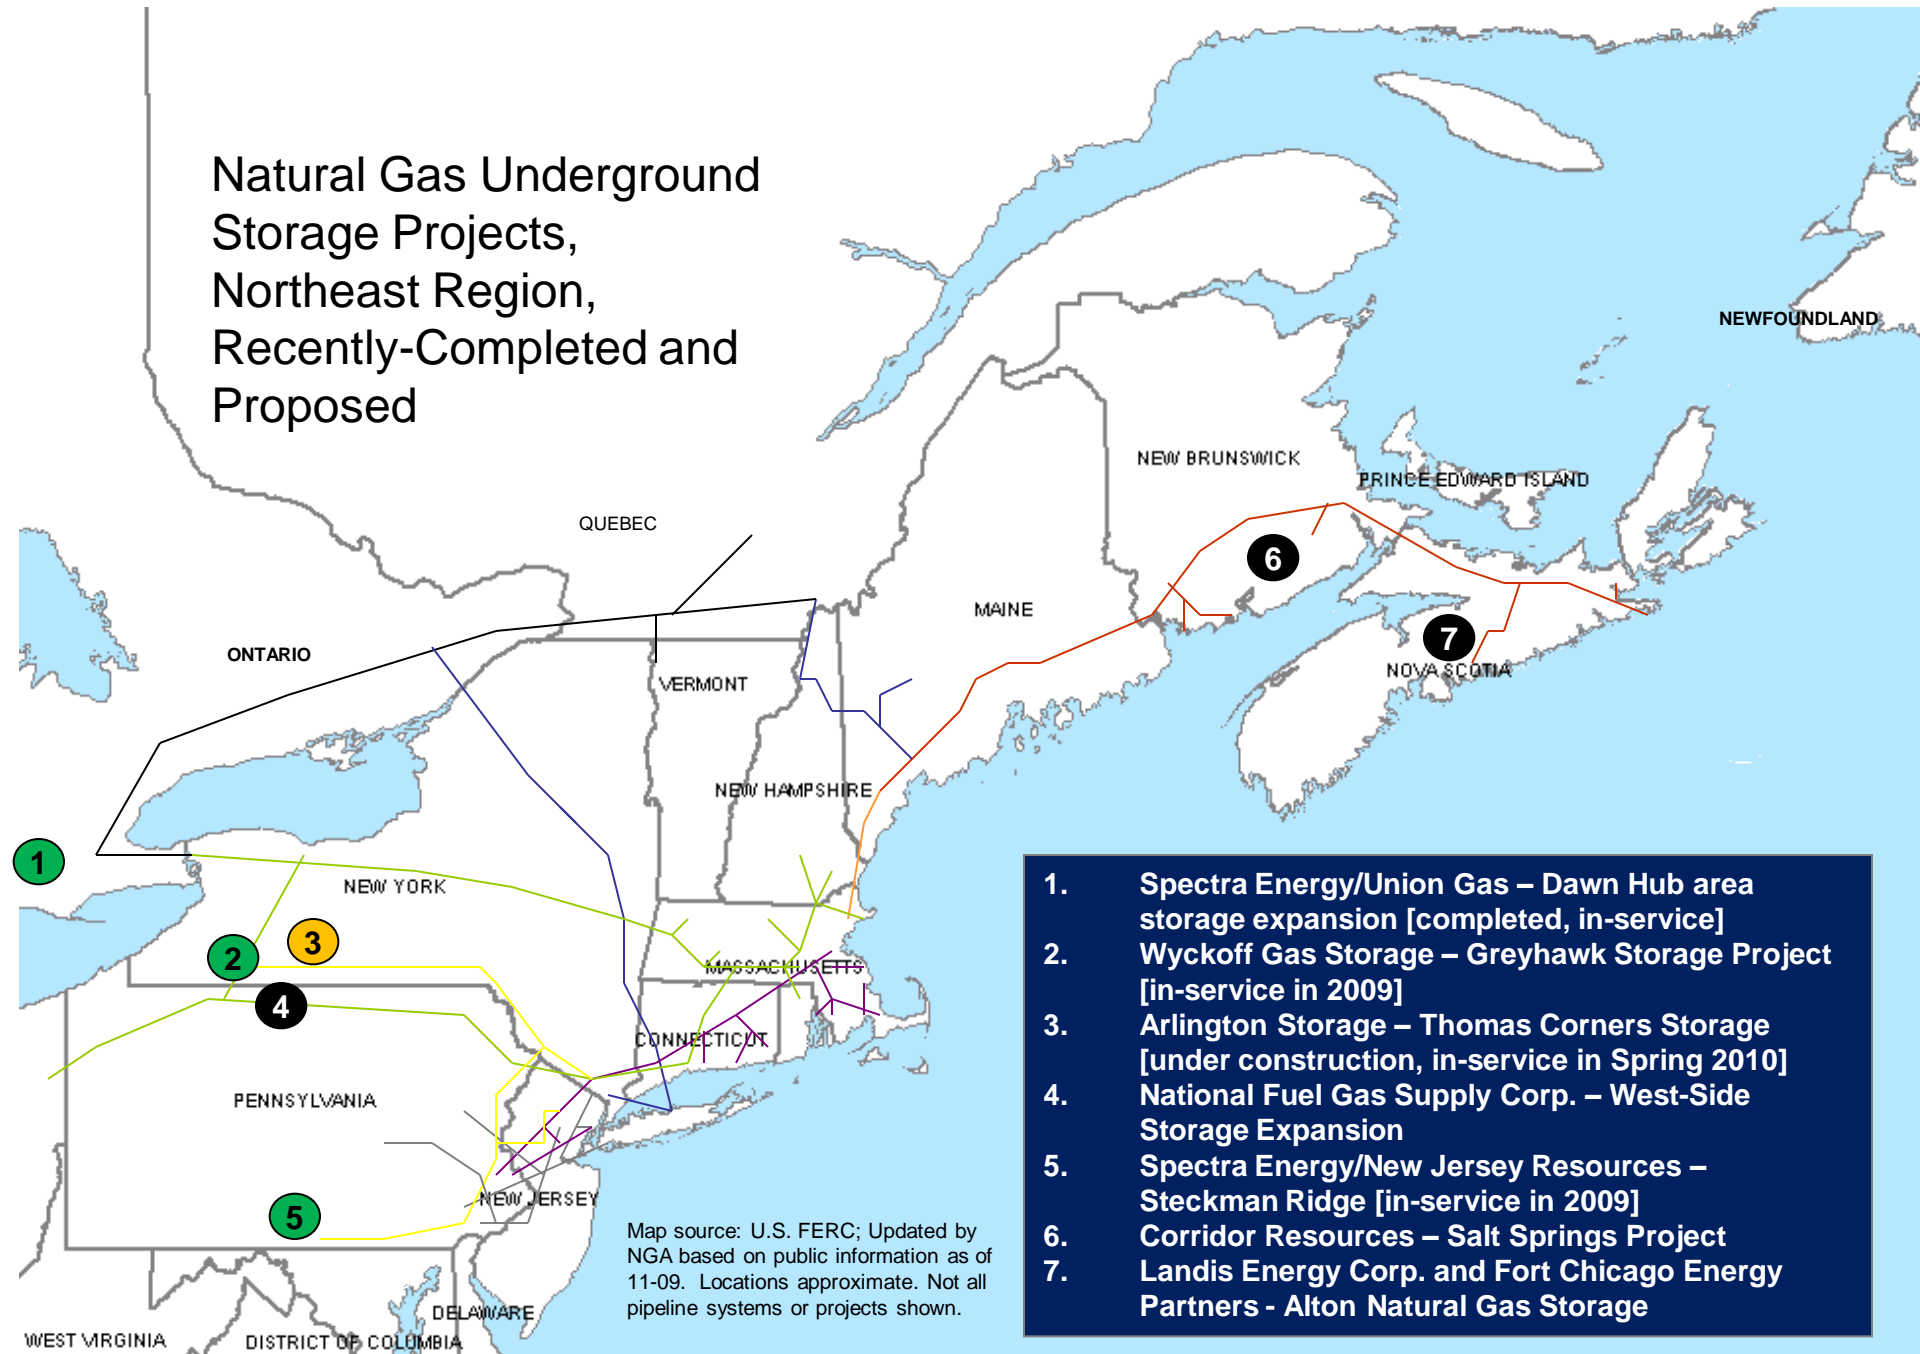 Natural Gas Underground
Storage Projects,
Northeast Region,
Recently-Completed and
Proposed
NEWFOUNDLAND
NEW BRUNSWICK
PRINCE EDWARD ISLAND
QUEBEC
6
MAINE
7
ONTARIO
NOVA SCOTIA
VERMONT
NEW HAMPSHIRE
1
NEW YORK
3
2
MASSACHUSETTS
4
CONNECTICUT
PENNSYLVANIA
NEW JERSEY
5
DELAWARE
WEST VIRGINIA
DISTRICT OF COLUMBIA
Map source: U.S. FERC; Updated by
NGA based on public information as of
11-09. Locations approximate. Not all
pipeline systems or projects shown.
1. Spectra Energy/Union Gas – Dawn Hub area
storage expansion [completed, in-service]
2. Wyckoff Gas Storage – Greyhawk Storage Project
[in-service in 2009]
3. Arlington Storage – Thomas Corners Storage
[under construction, in-service in Spring 2010]
4. National Fuel Gas Supply Corp. – West-Side
Storage Expansion
5. Spectra Energy/New Jersey Resources –
Steckman Ridge [in-service in 2009]
6. Corridor Resources – Salt Springs Project
7. Landis Energy Corp. and Fort Chicago Energy
Partners - Alton Natural Gas Storage